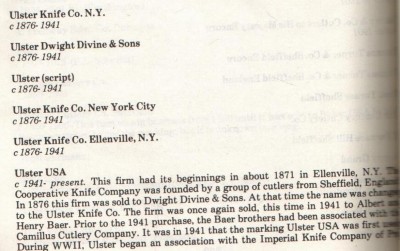 Ulster Knife Co. N.Y.
c 1876-1941
Ulster Dwight Divine & Sons
c 1876-1941
Ulster (script)
c 1876-1941
Ulster Knife Co. New York City
c 1876-1941
Ulster Knife Co. Ellenville, N.Y.
c 1876-1941
Ulster USA
c 1941- present. This firm had its beginnings in about 1871 in Ellenville, N.Y.
Cooperative Knife Company was founded by a group of cutlers from Sheffield,
In 1876 this firm was sold to Dwight Divine & Sons. At that time the name was
to the Ulster Knife Co. The firm was once again sold, this time in 1941 to Albert
Henry Baer. Prior to the 1941 purchase, the Baer brothers had been associated with
Camillus Cutlery Company. It was in 1941 that the marking Ulster USA was first
During WWII, Ulster began an association with the Imperial Knife Company of